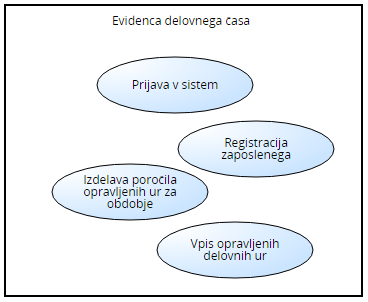 Evidenca delovnega časa
Prijava v sistem
Registracija
zaposlenega
Izdelava poročila
opravljenih ur za
obdobje
Vpis opravljenih
delovnih ur